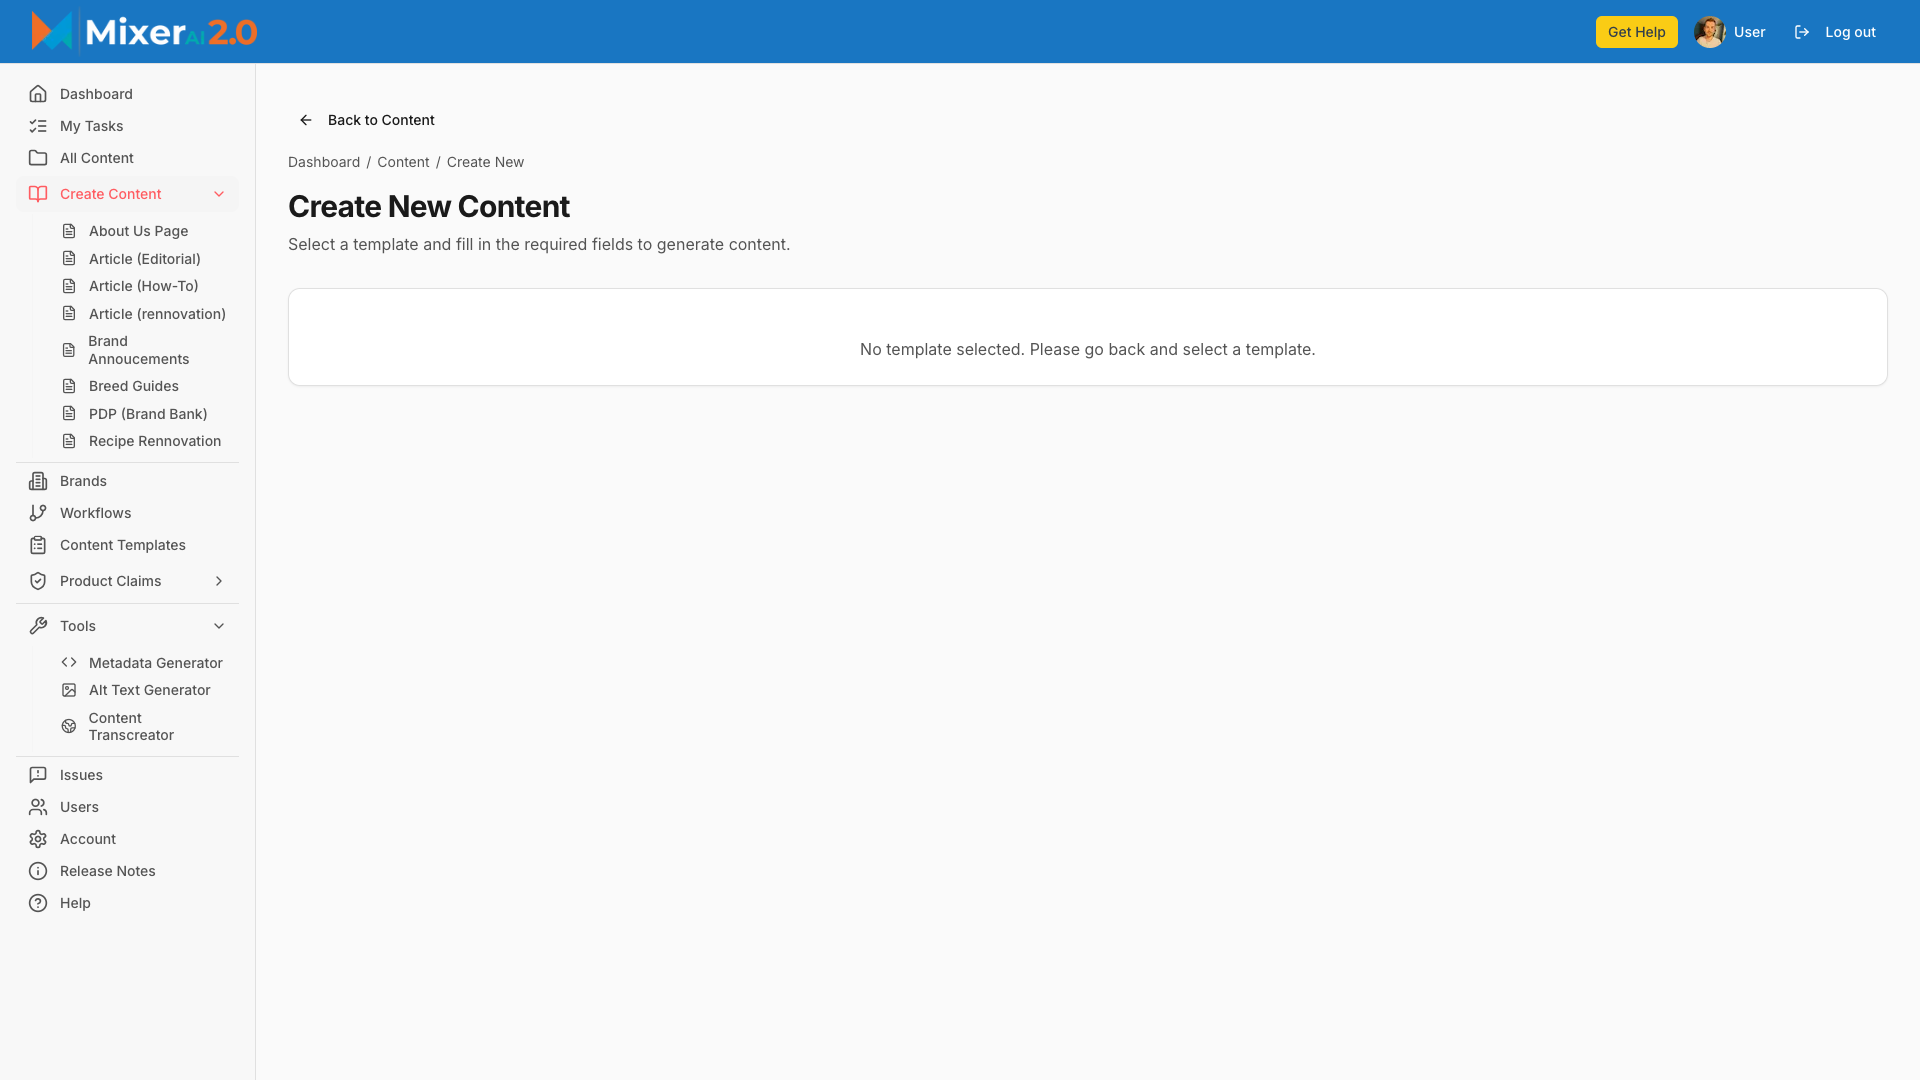 MixerAI 2.0
Get Help
User
Log out
Dashboard
My Tasks
All Content
Create Content
About Us Page
Article (Editorial)
Article (How-To)
Article (rennovation)
Brand
Annoucements
Breed Guides
PDP (Brand Bank)
Recipe Rennovation
Brands
Workflows
Content Templates
Product Claims
Tools
Metadata Generator
Alt Text Generator
Content
Transcreator
Issues
Users
Account
Release Notes
Help
Back to Content
Dashboard / Content / Create New
Create New Content
Select a template and fill in the required fields to generate content.
No template selected. Please go back and select a template.